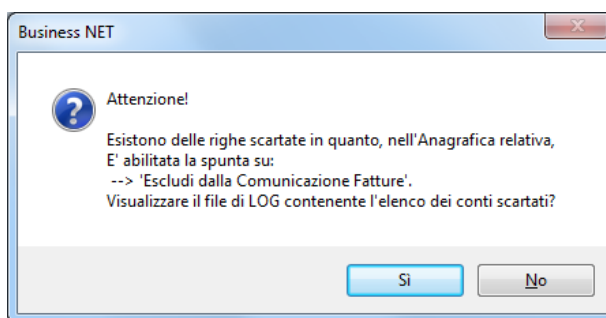 Business NET
Attenzione!
Esistono delle righe scartate in quanto, nell'Anagrafica relativa,
E' abilitata la spunta su:
--> 'Escludi dalla Comunicazione Fatture'.
Visualizzare il file di LOG contenente l'elenco dei conti scartati?
Sì
No